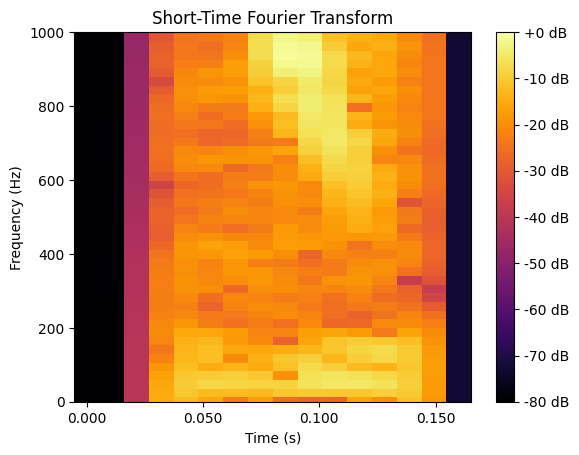 Short-Time Fourier Transform
Frequency (Hz)
1000
800
600
400
200
0
0.000
0.050
0.100
0.150
Time (s)
+0 dB
-10 dB
-20 dB
-30 dB
-40 dB
-50 dB
-60 dB
-70 dB
-80 dB